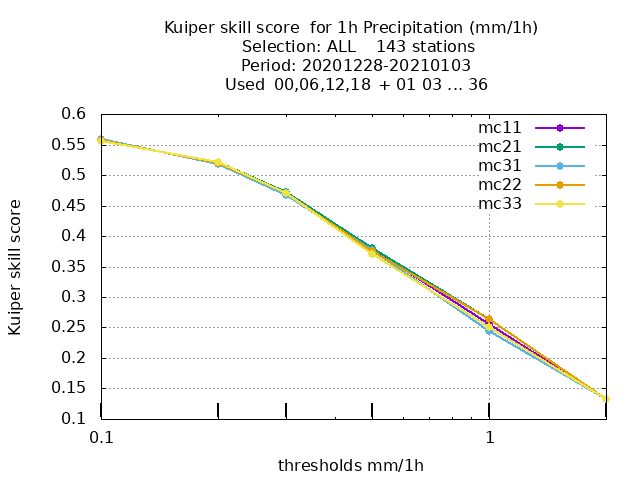 Kuiper skill score  for 1h Precipitation (mm/1h)
Selection: ALL    143 stations
Period: 20201228-20210103
Used  00,06,12,18  + 01 03 ... 36
mc11
mc21
mc31
mc22
mc33
0.6
0.55
0.5
0.45
0.4
0.35
0.3
0.25
0.2
0.15
0.1
Kuiper skill score
0.1
1
thresholds mm/1h